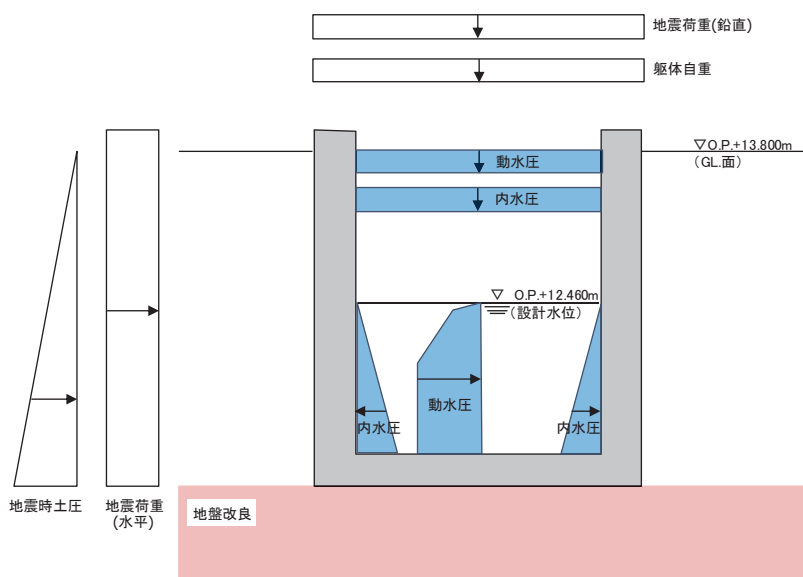 地震荷重(鉛直)
躯体自重
▽O.P.+13.800m
(GL.面)
動水圧
内水圧
▽ O.P.+12.460m
(設計水位)
動水圧
内水圧
内水圧
地震時土圧
地震荷重
(水平)
地盤改良